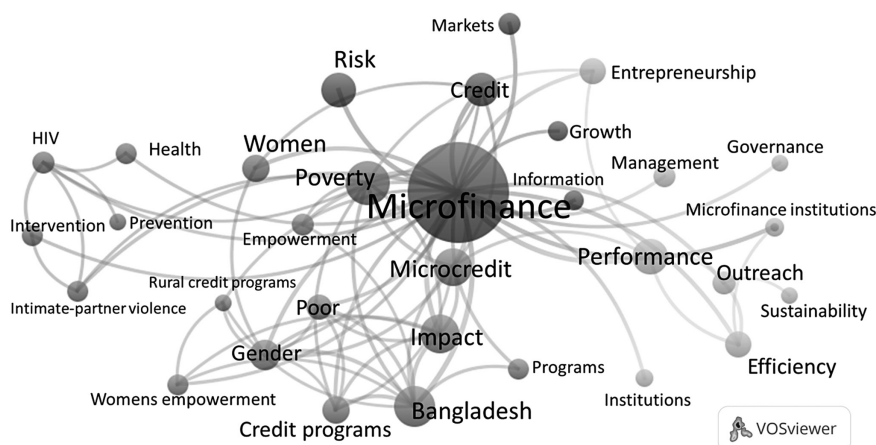 Markets
Risk
Entrepreneurship
Credit
Growth
HIV
Health
Women
Governance
Management
Poverty
Information
Microfinance
Microfinance institutions
Intervention
Prevention
Empowerment
Performance
Microcredit
Outreach
Rural credit programs
Intimate-partner violence
Poor
Sustainability
Impact
Gender
Programs
Efficiency
Womens empowerment
Institutions
Bangladesh
Credit programs
VOSviewer